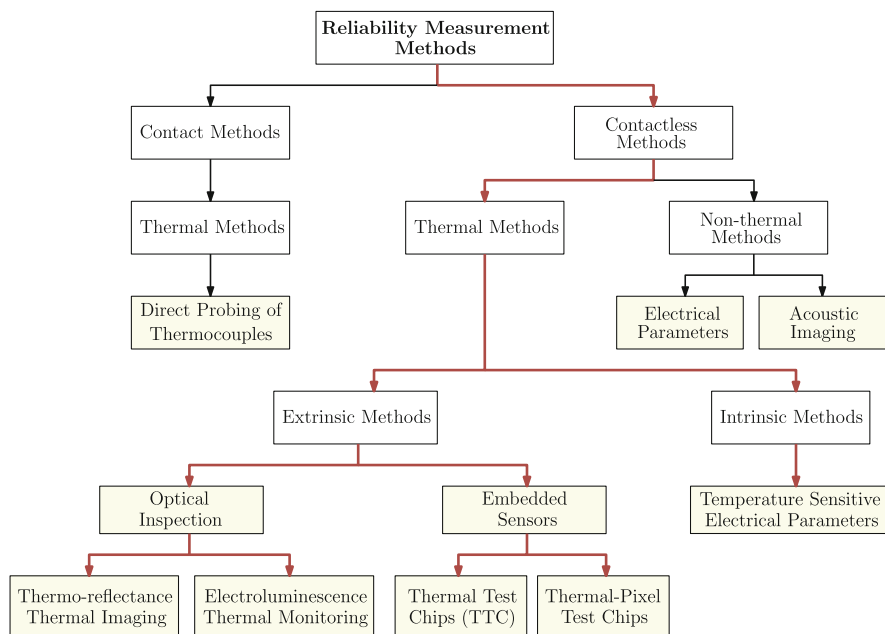 Reliability Measurement
Methods
Contact Methods
Contactless
Methods
Thermal Methods
Thermal Methods
Non-thermal
Methods
Direct Probing of
Thermocouples
Electrical
Parameters
Acoustic
Imaging
Extrinsic Methods
Intrinsic Methods
Optical
Inspection
Embedded
Sensors
Temperature Sensitive
Electrical Parameters
Thermo-reflectance
Thermal Imaging
Electroluminescence
Thermal Monitoring
Thermal Test
Chips (TTC)
Thermal-Pixel
Test Chips